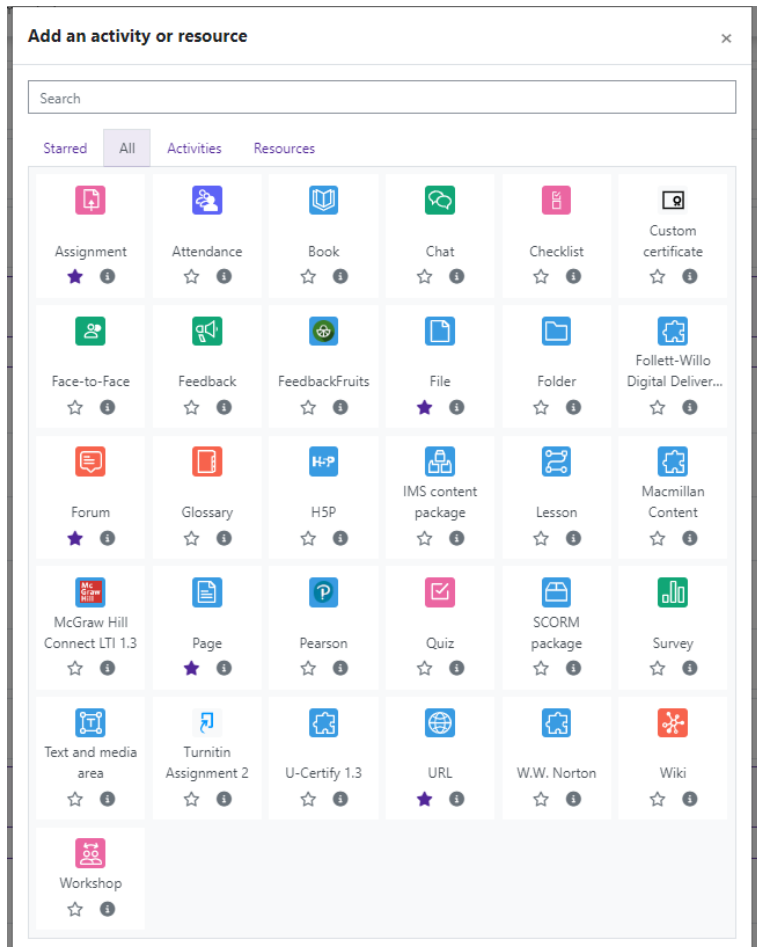 Add an activity or resource
×
Search
Starred All Activities Resources
Assignment Attendance Book Chat Checklist Custom
certificate
Face-to-Face Feedback FeedbackFruits File Folder Follett-Willo
Digital Deliver...
H-P
Forum Glossary H5P IMS content
package Lesson Macmillan
Content
Mc
Graw
Hill
P
McGraw Hill
Connect LTI 1.3 Page Pearson Quiz SCORM
package Survey
T
Text and media
area Turnitin
Assignment 2 U-Certify 1.3 URL W.W. Norton Wiki
Workshop